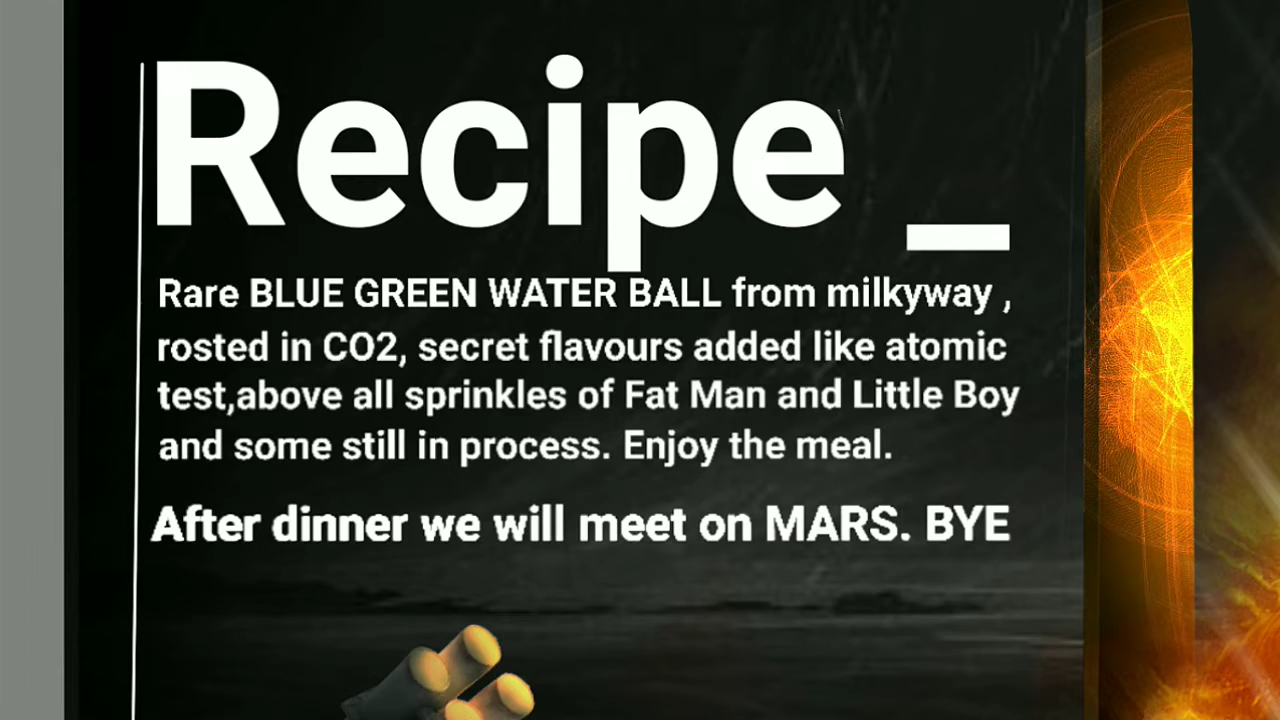 Recipe _
Rare BLUE GREEN WATER BALL from milkyway ,
rosted in CO2, secret flavours added like atomic
test,above all sprinkles of Fat Man and Little Boy
and some still in process. Enjoy the meal.
After dinner we will meet on MARS. BYE